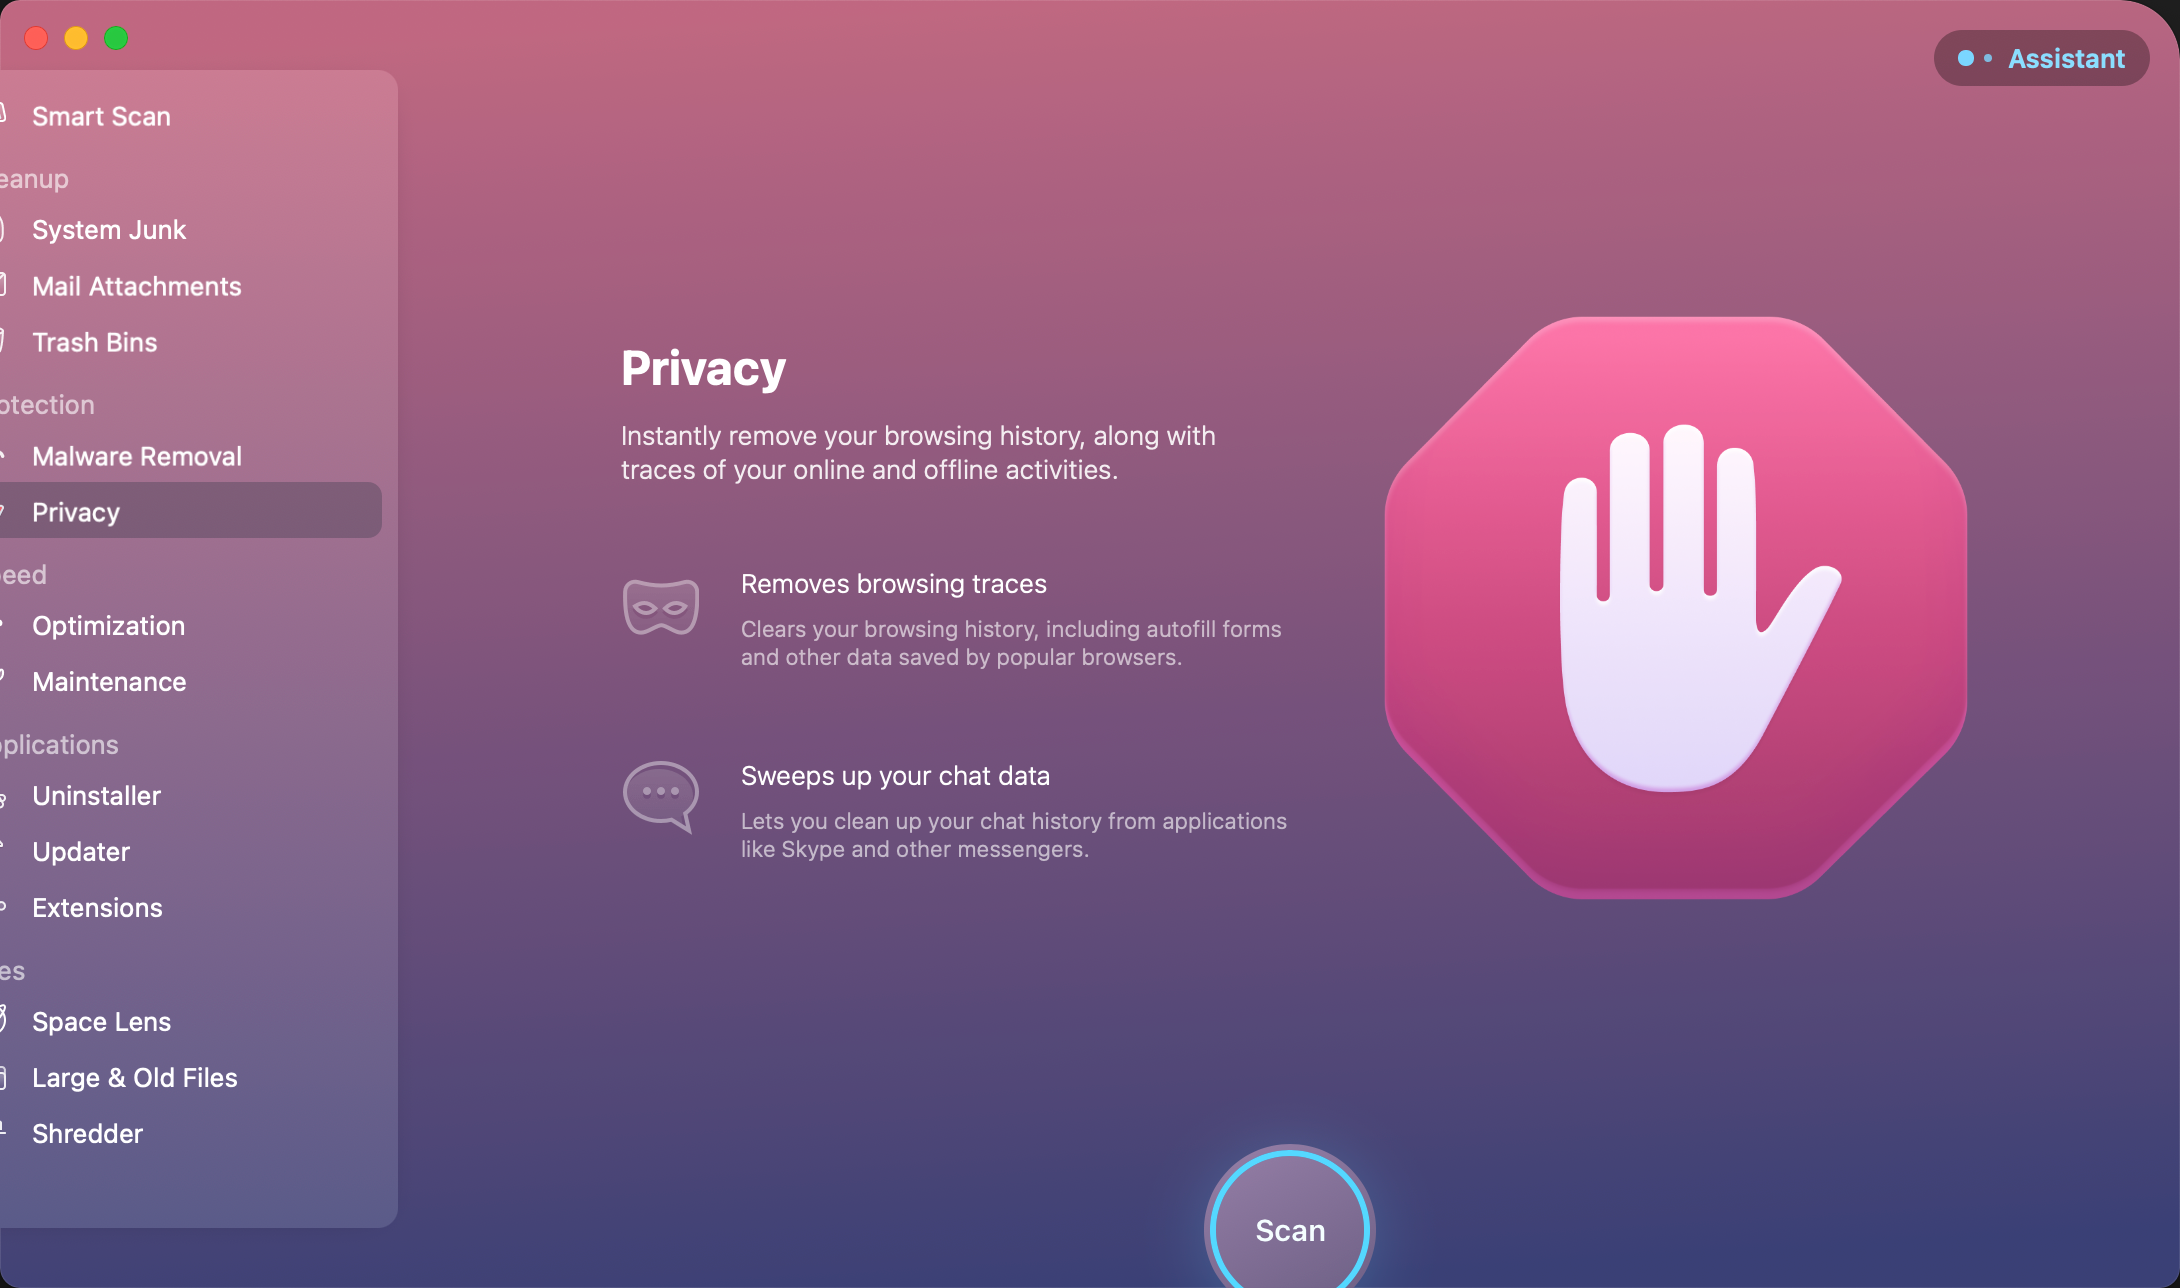 Assistant
Smart Scan
eanup
System Junk
Mail Attachments
Trash Bins
otection
Malware Removal
Privacy
eed
Optimization
Maintenance
plications
Uninstaller
Updater
Extensions
es
Space Lens
Large & Old Files
Shredder
Privacy
Instantly remove your browsing history, along with
traces of your online and offline activities.
Removes browsing traces
Clears your browsing history, including autofill forms
and other data saved by popular browsers.
Sweeps up your chat data
Lets you clean up your chat history from applications
like Skype and other messengers.
Scan